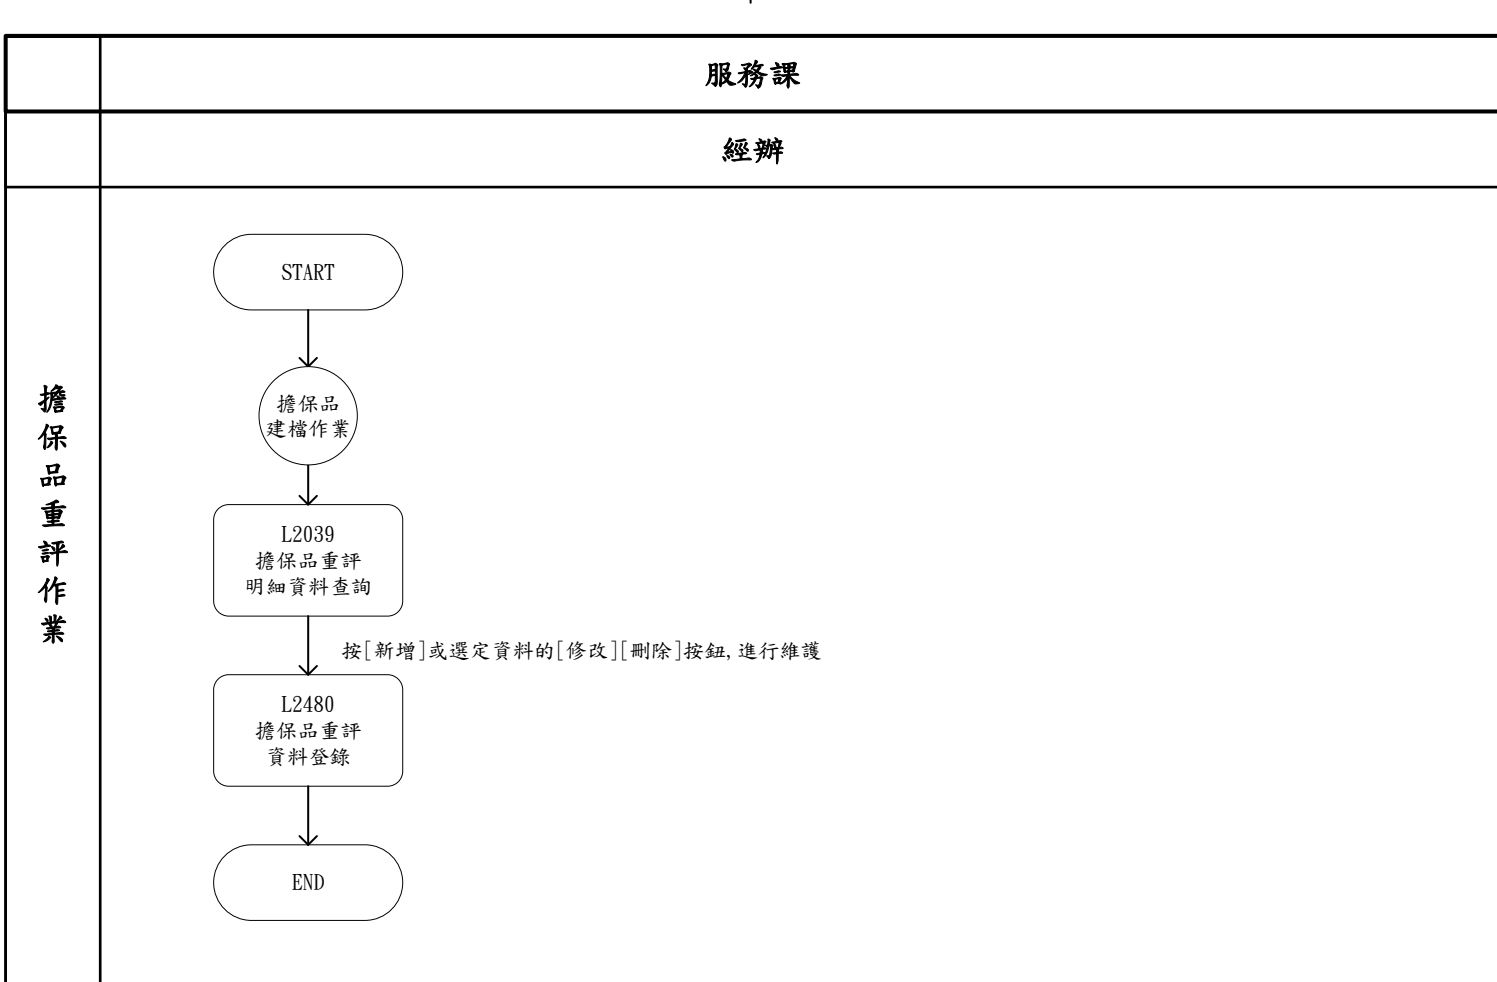 服務課
經辦
擔保品重評作業
START
擔保品
建檔作業
L2039
擔保品重評
明細資料查詢
按[新增]或選定資料的[修改][刪除]按鈕,進行維護
L2480
擔保品重評
資料登錄
END